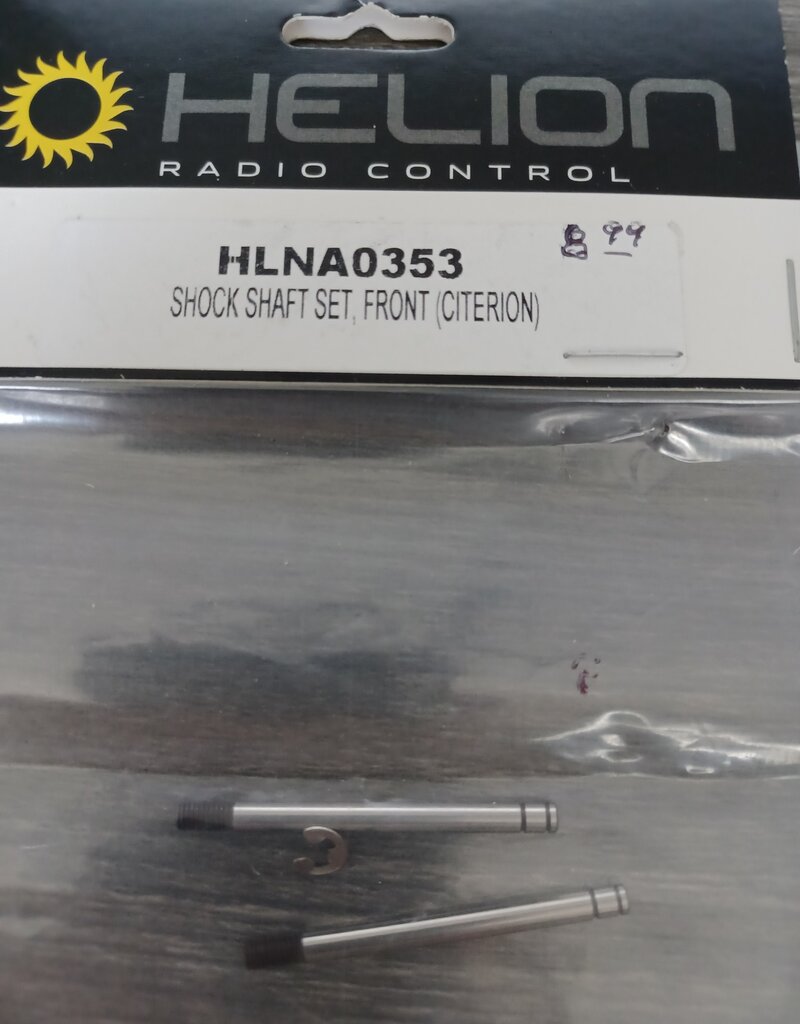 HELION
RADIO CONTROL
8 99
HLNA0353
SHOCK SHAFT SET, FRONT (CITERION)